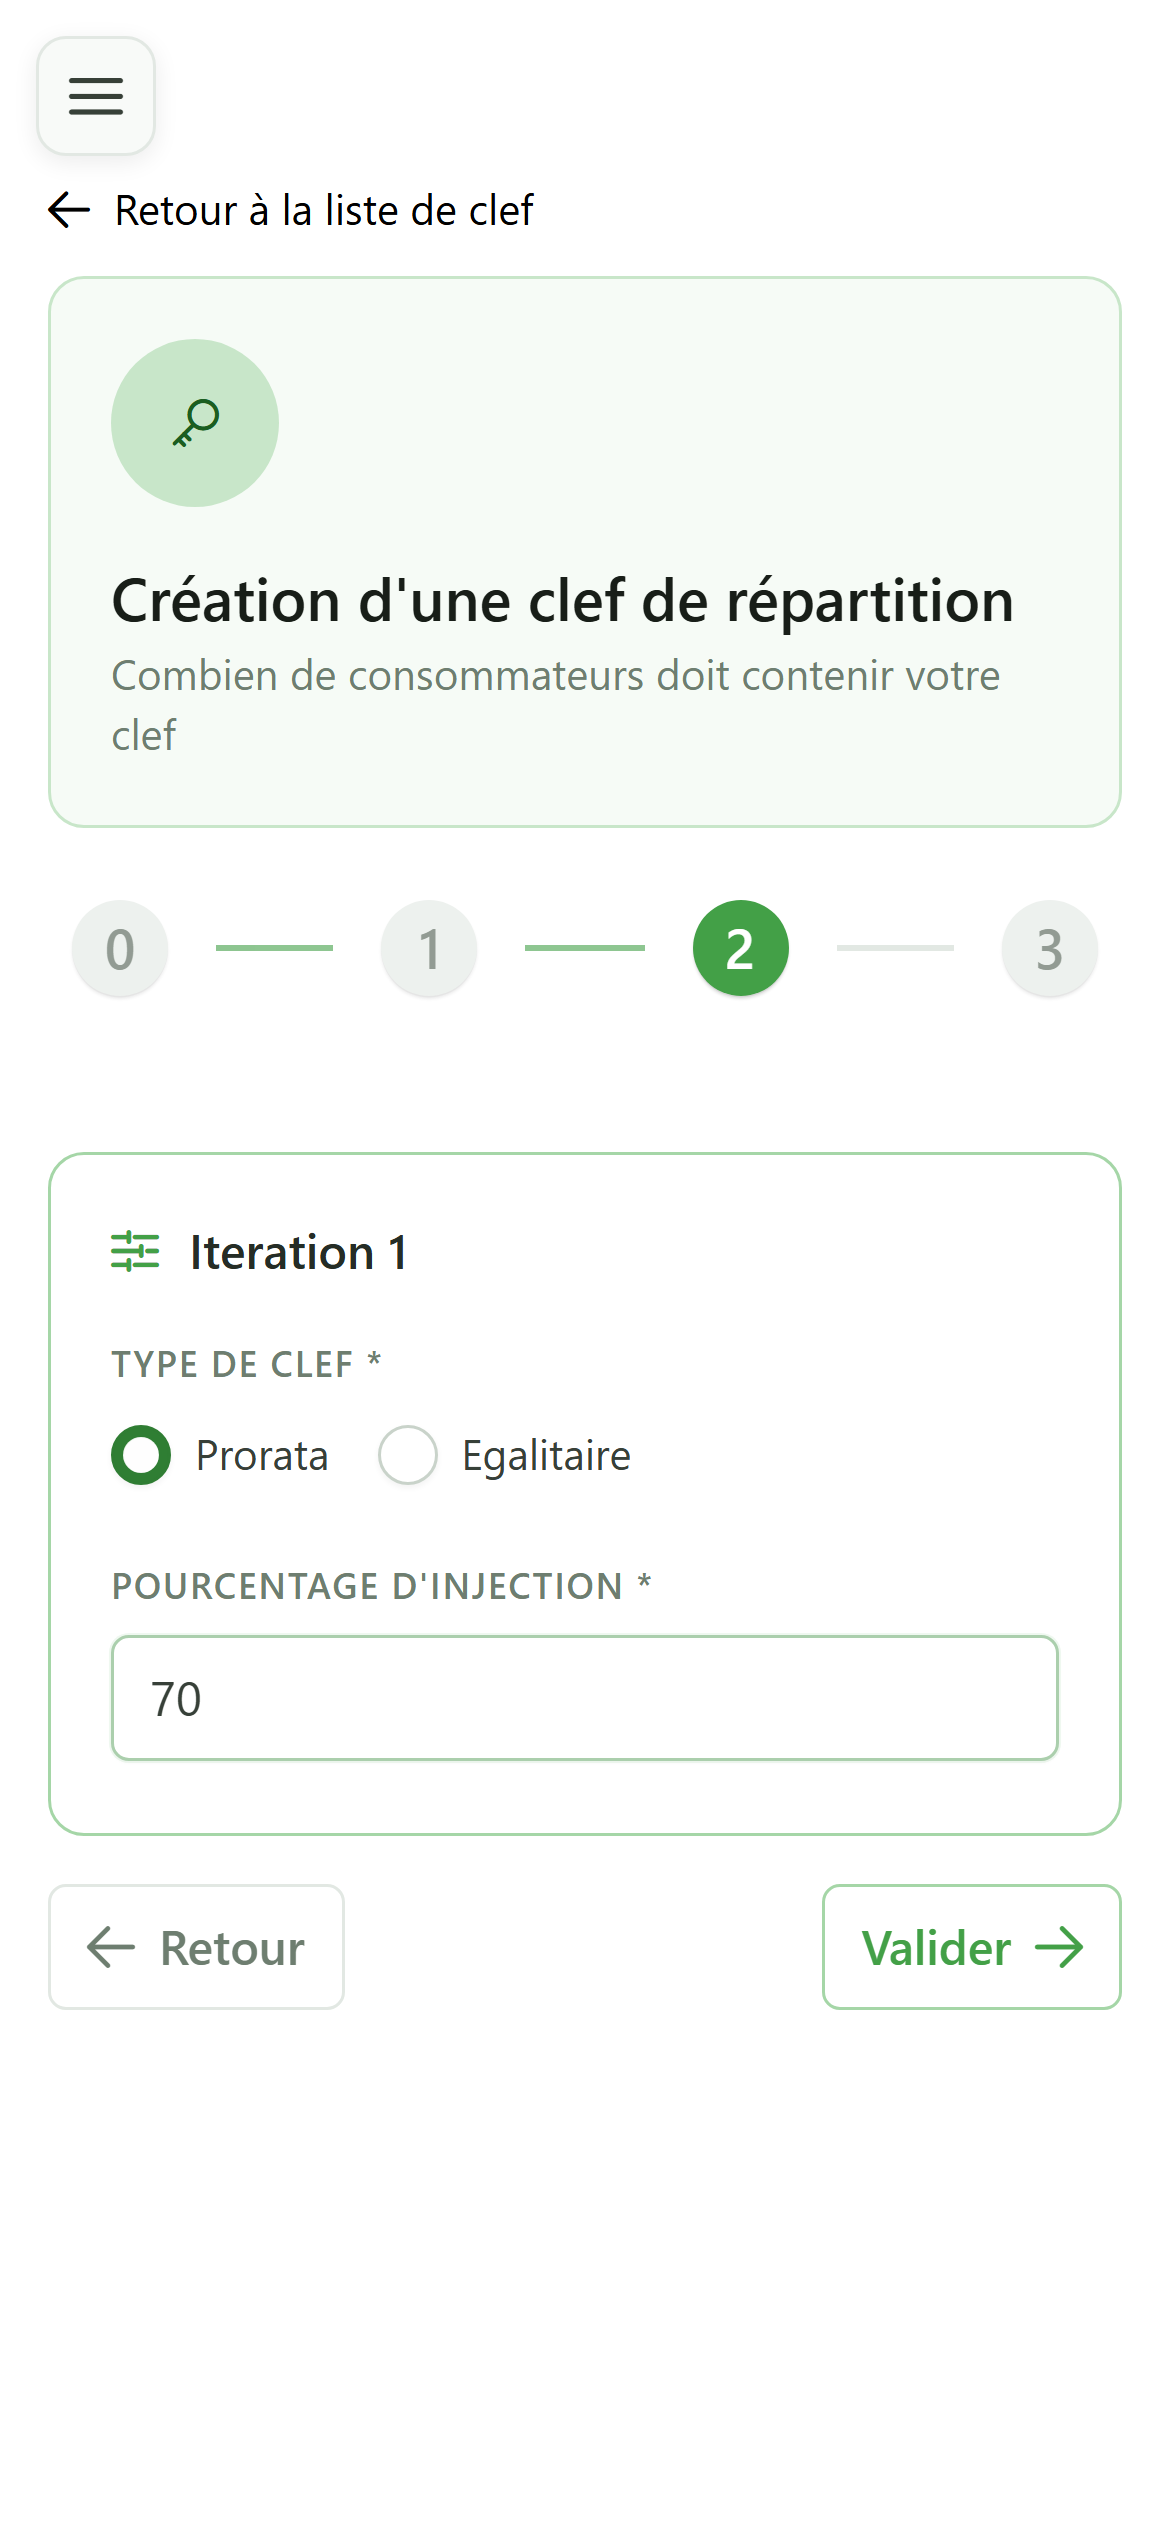 Retour à la liste de clef
Création d'une clef de répartition
Combien de consommateurs doit contenir votre
clef
0 1 2 3
Iteration 1
TYPE DE CLEF *
Prorata Egalitaire
POURCENTAGE D'INJECTION *
70
Retour Valider